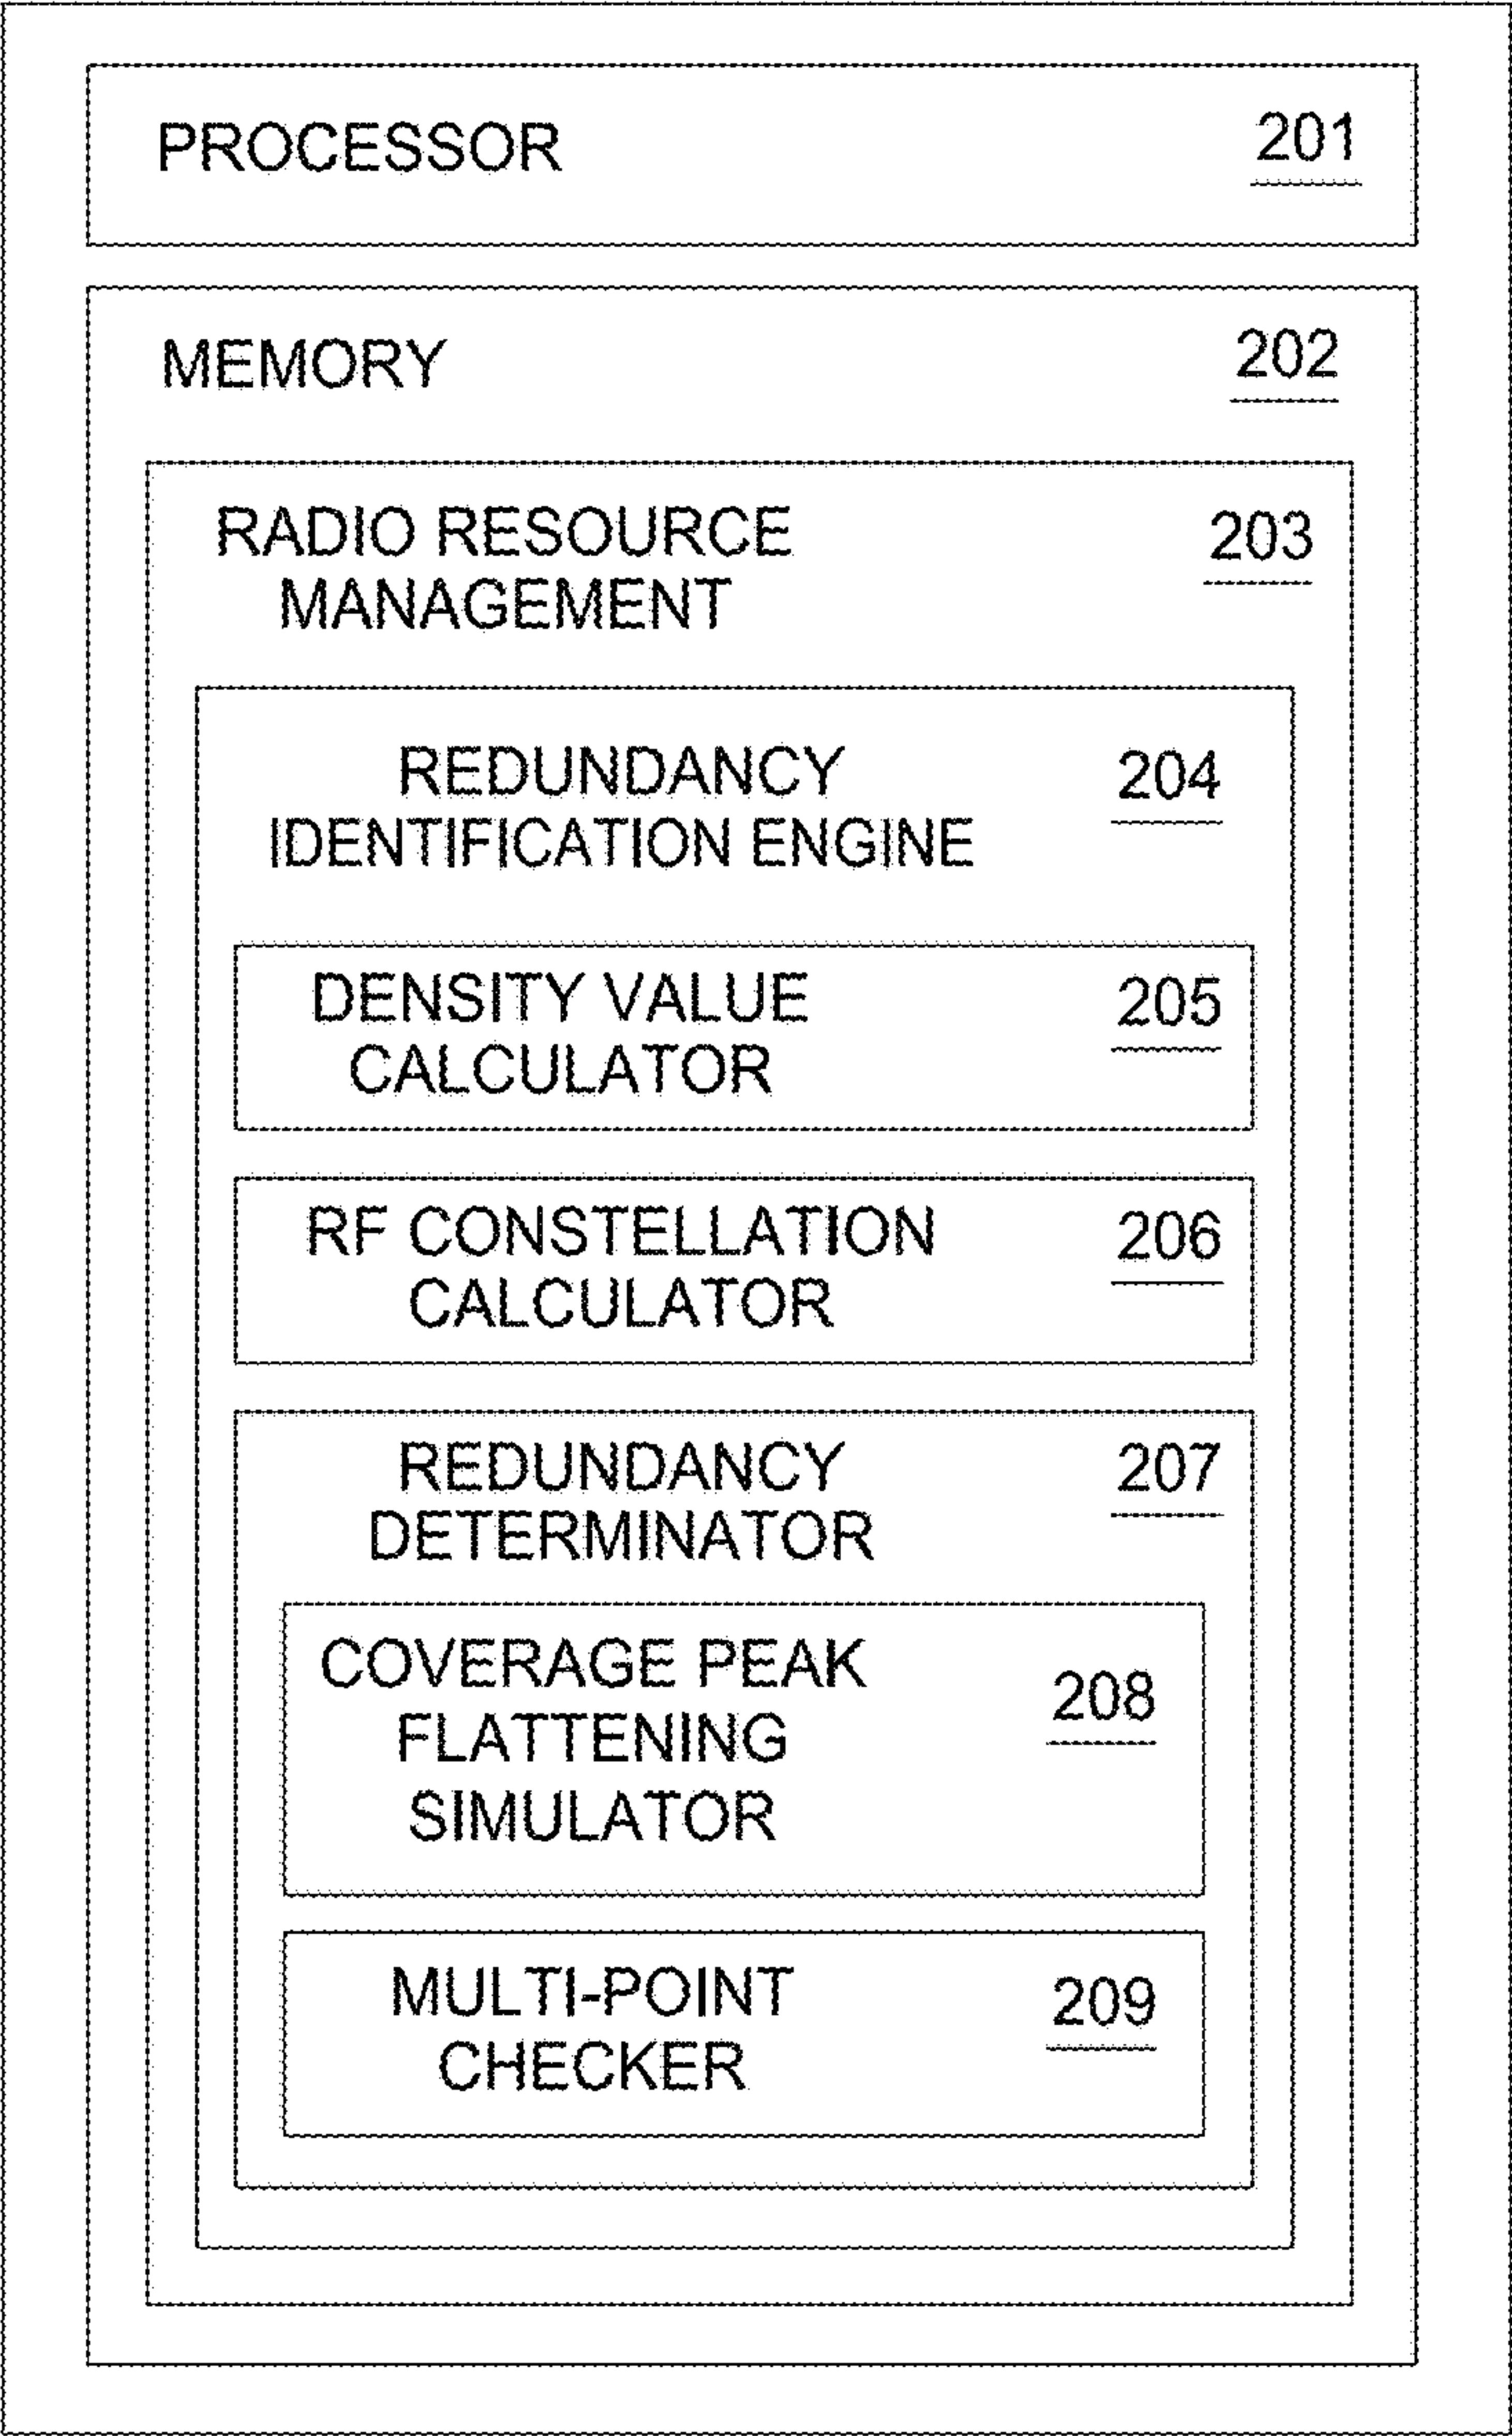 PROCESSOR 201
MEMORY 202
RADIO RESOURCE 203
MANAGEMENT
REDUNDANCY 204
IDENTIFICATION ENGINE
DENSITY VALUE 205
CALCULATOR
RF CONSTELLATION 206
CALCULATOR
REDUNDANCY 207
DETERMINATOR
COVERAGE PEAK 208
FLATTENING
SIMULATOR
MULTI-POINT 209
CHECKER